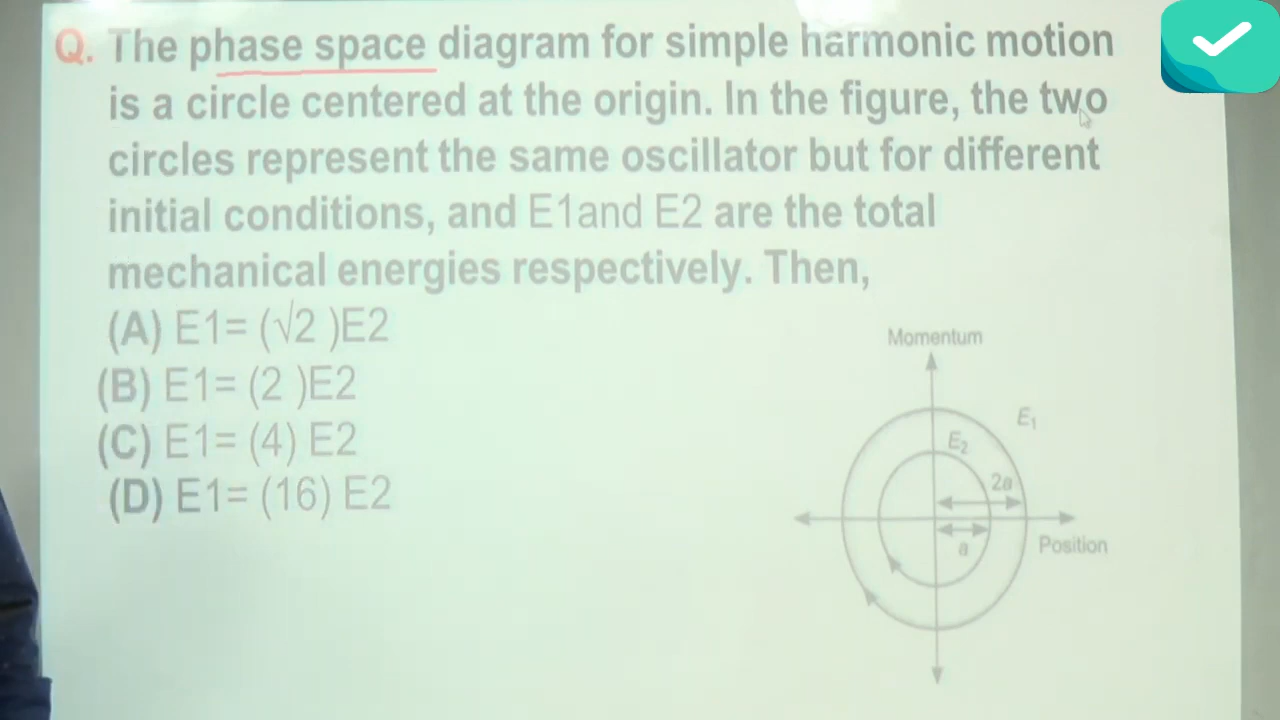 Q. The phase space diagram for simple harmonic motion
is a circle centered at the origin. In the figure, the two
circles represent the same oscillator but for different
initial conditions, and E1and E2 are the total
mechanical energies respectively. Then,
(A) E1= (√2 )E2
(B) E1= (2 )E2
(C) E1= (4) E2
(D) E1= (16) E2
Momentum
E₁
E₂
2a
a
Position